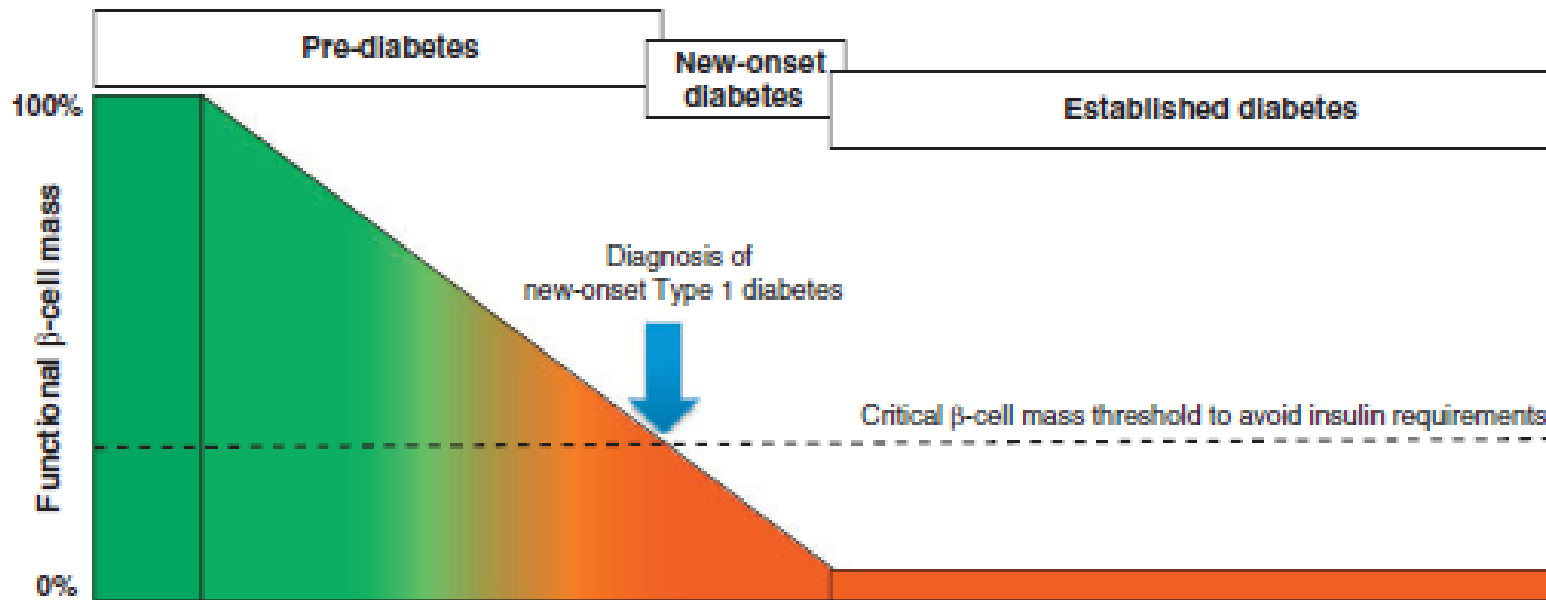 Pre-diabetes
New-onset
diabetes
Established diabetes
100%
Functional β-cell mass
Diagnosis of
new-onset Type 1 diabetes
Critical β-cell mass threshold to avoid insulin requirements
0%